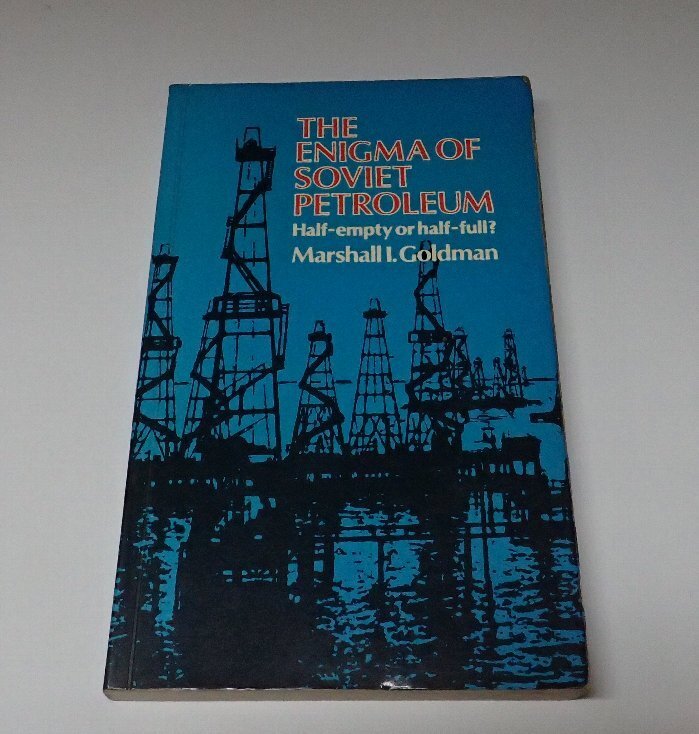 THE
ENIGMA OF
SOVIET
PETROLEUM
Half-empty or half-full?
Marshall I. Goldman